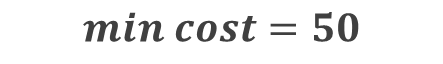 min cost = 50